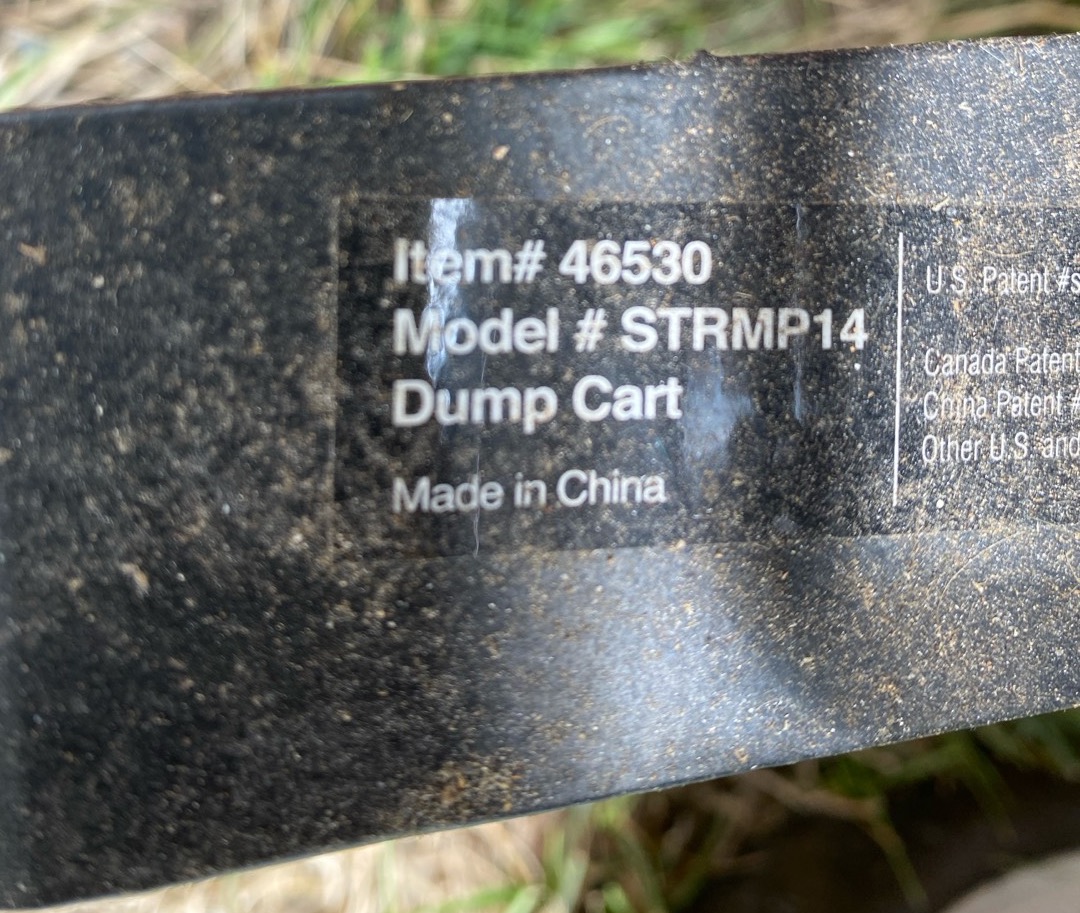 Item# 46530
Model # STRMP14
Dump Cart
Made in China
U.S. Patent #s
Canada Patent
China Patent #
Other U.S. and